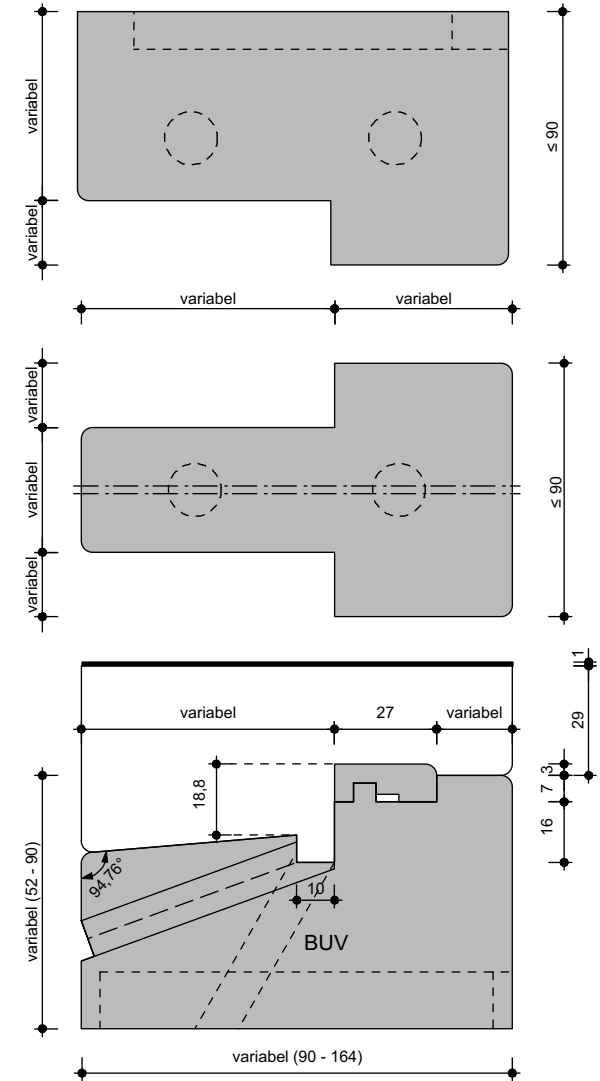 variabel
≤ 90
variabel
variabel
variabel
variabel
variabel
≤ 90
variabel
1
variabel
27
variabel
29
18,8
3
7
16
94,76°
variabel (52 - 90)
10
BUV
variabel (90 - 164)